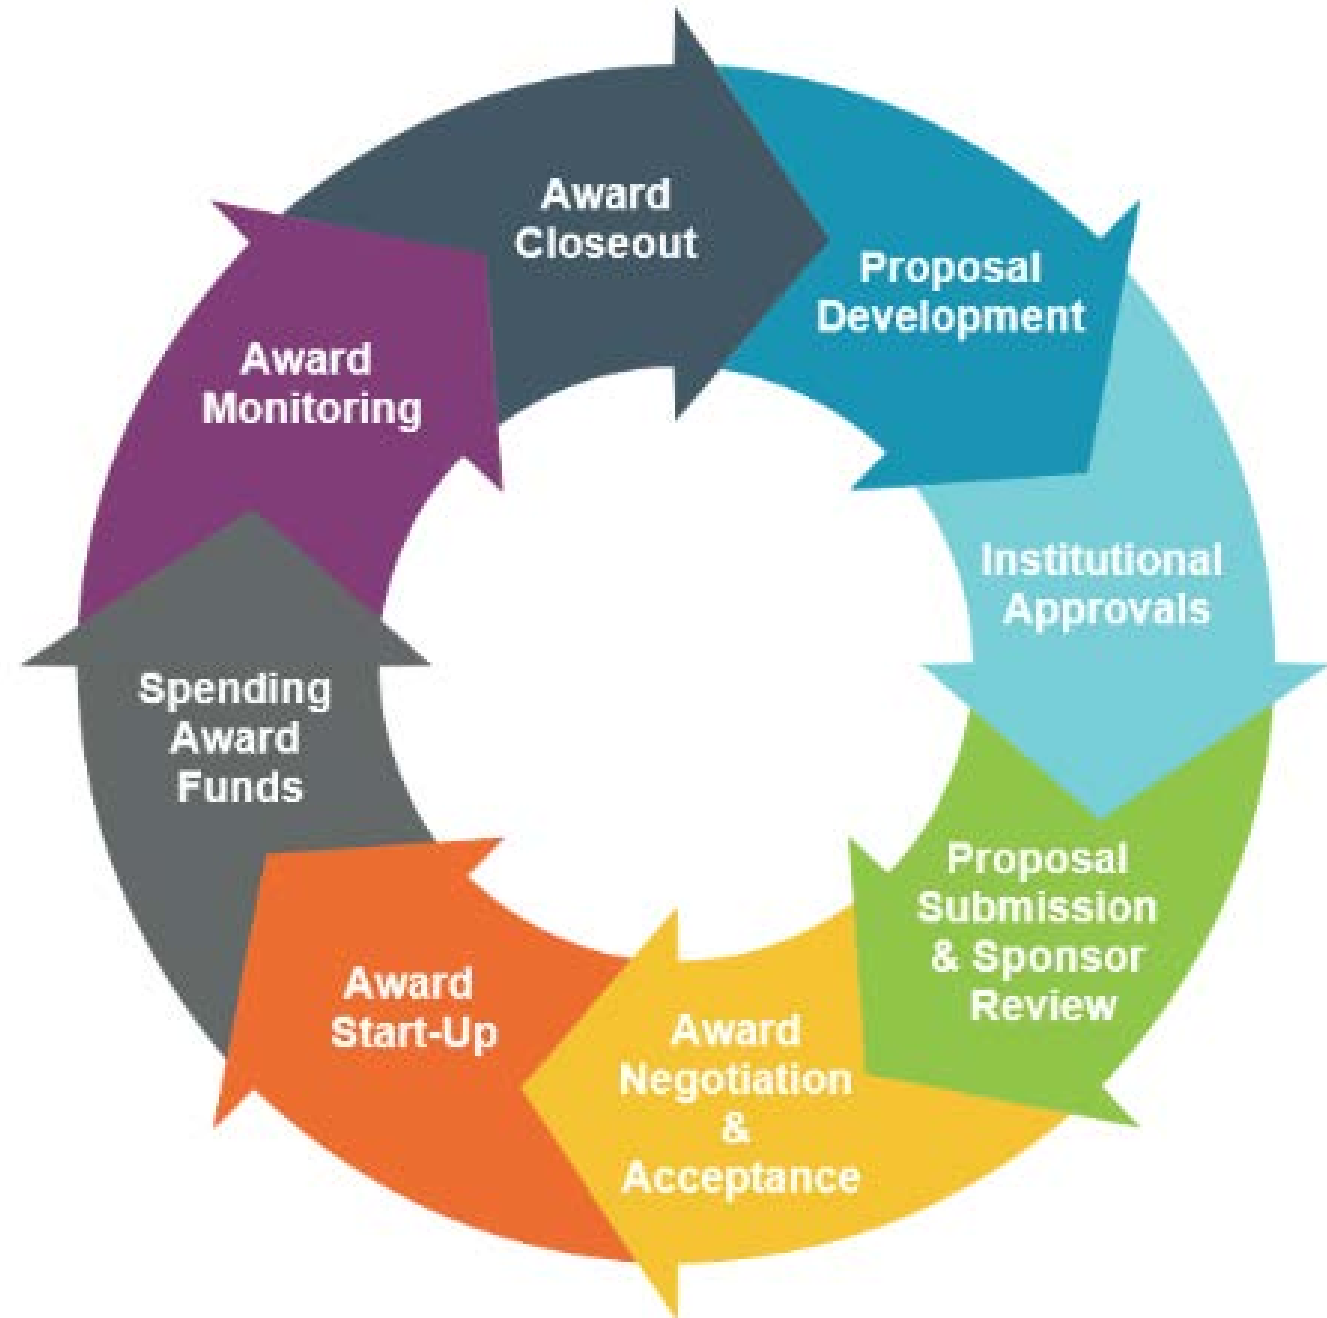 Award
Closeout
Proposal
Development
Institutional
Approvals
Proposal
Submission
& Sponsor
Review
Award
Negotiation
&
Acceptance
Award
Start-Up
Spending
Award
Funds
Award
Monitoring